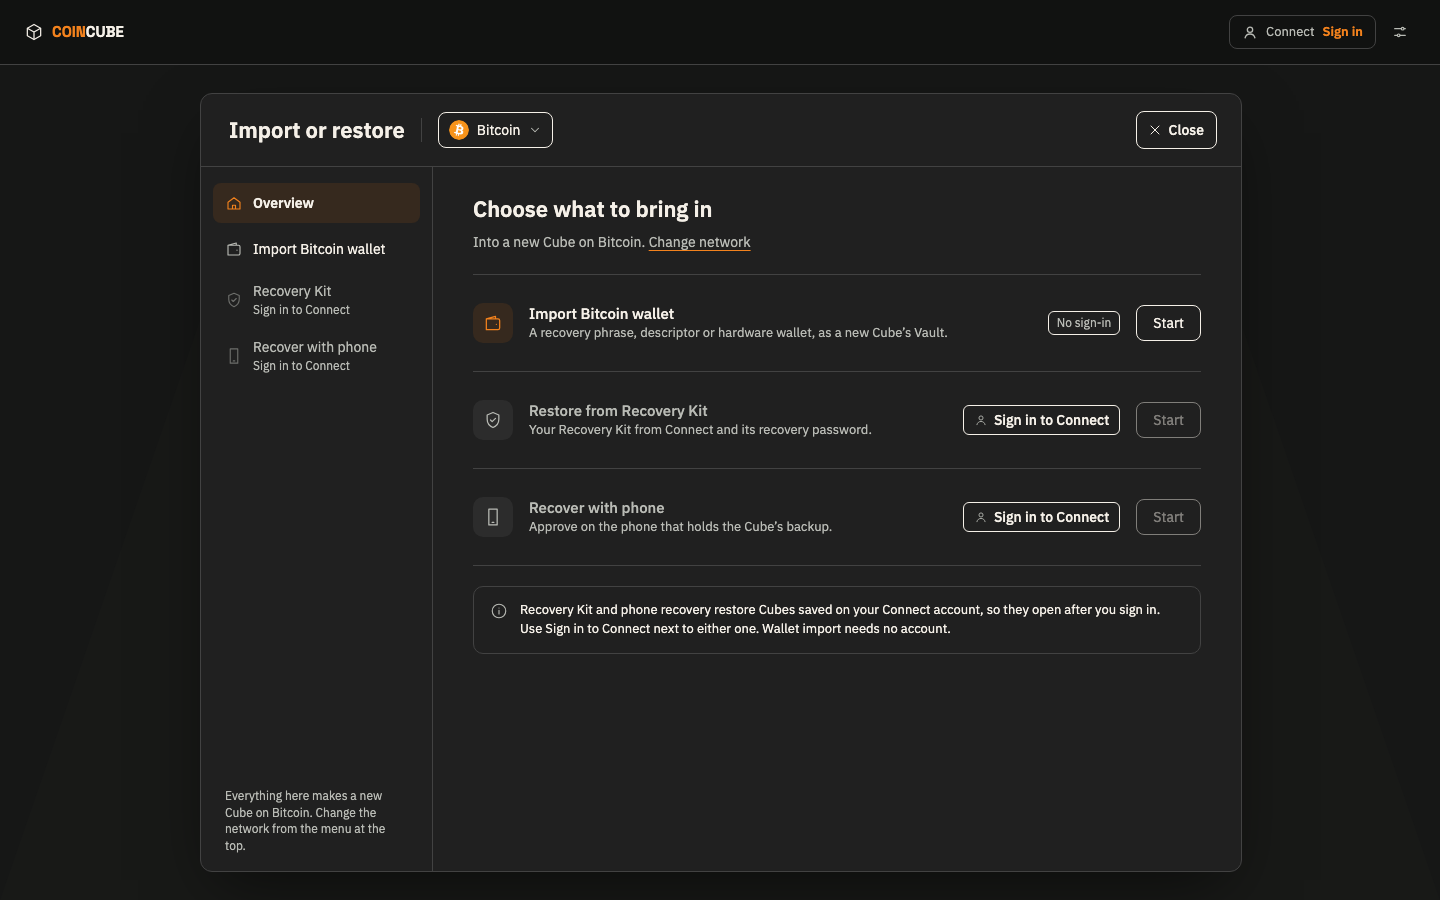 COINCUBE
Connect Sign in
Import or restore
Bitcoin
Close
Overview
Import Bitcoin wallet
Recovery Kit
Sign in to Connect
Recover with phone
Sign in to Connect
Everything here makes a new
Cube on Bitcoin. Change the
network from the menu at the
top.
Choose what to bring in
Into a new Cube on Bitcoin. Change network
Import Bitcoin wallet
A recovery phrase, descriptor or hardware wallet, as a new Cube’s Vault.
No sign-in
Start
Restore from Recovery Kit
Your Recovery Kit from Connect and its recovery password.
Sign in to Connect
Start
Recover with phone
Approve on the phone that holds the Cube’s backup.
Sign in to Connect
Start
Recovery Kit and phone recovery restore Cubes saved on your Connect account, so they open after you sign in.
Use Sign in to Connect next to either one. Wallet import needs no account.